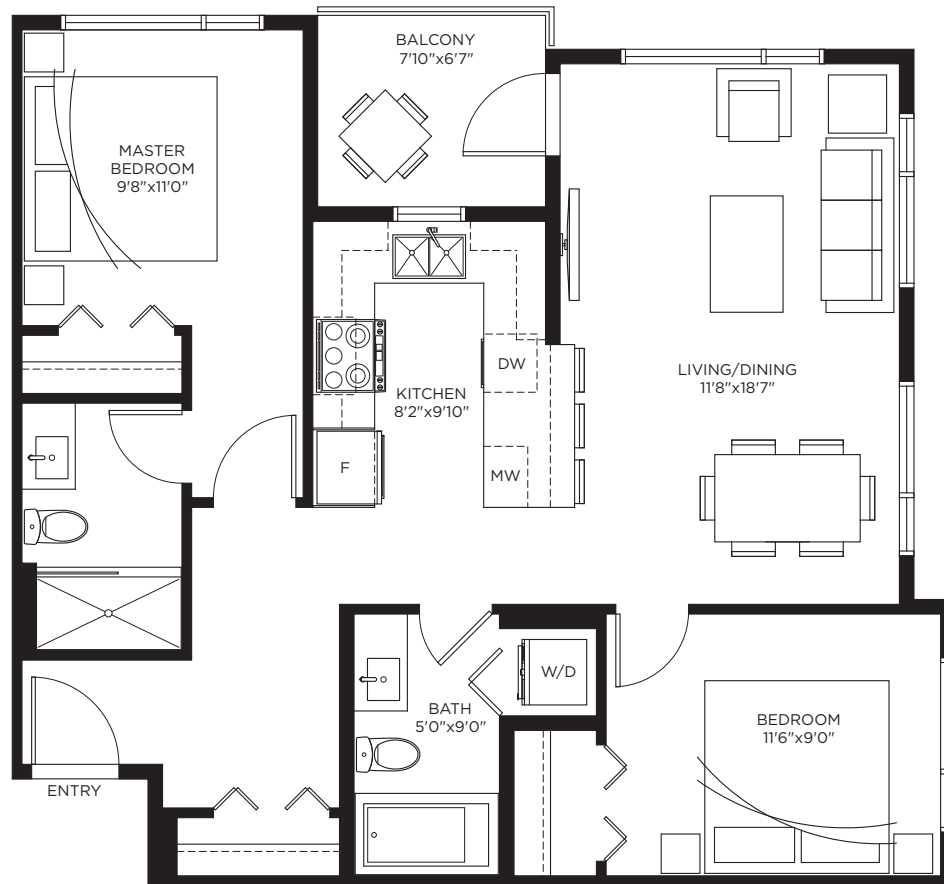 BALCONY
7'10"x6'7"
MASTER
BEDROOM
9'8"x11'0"
LIVING/DINING
11'8"x18'7"
DW
KITCHEN
8'2"x9'10"
F
MW
W/D
BATH
5'0"x9'0"
BEDROOM
11'6"x9'0"
ENTRY